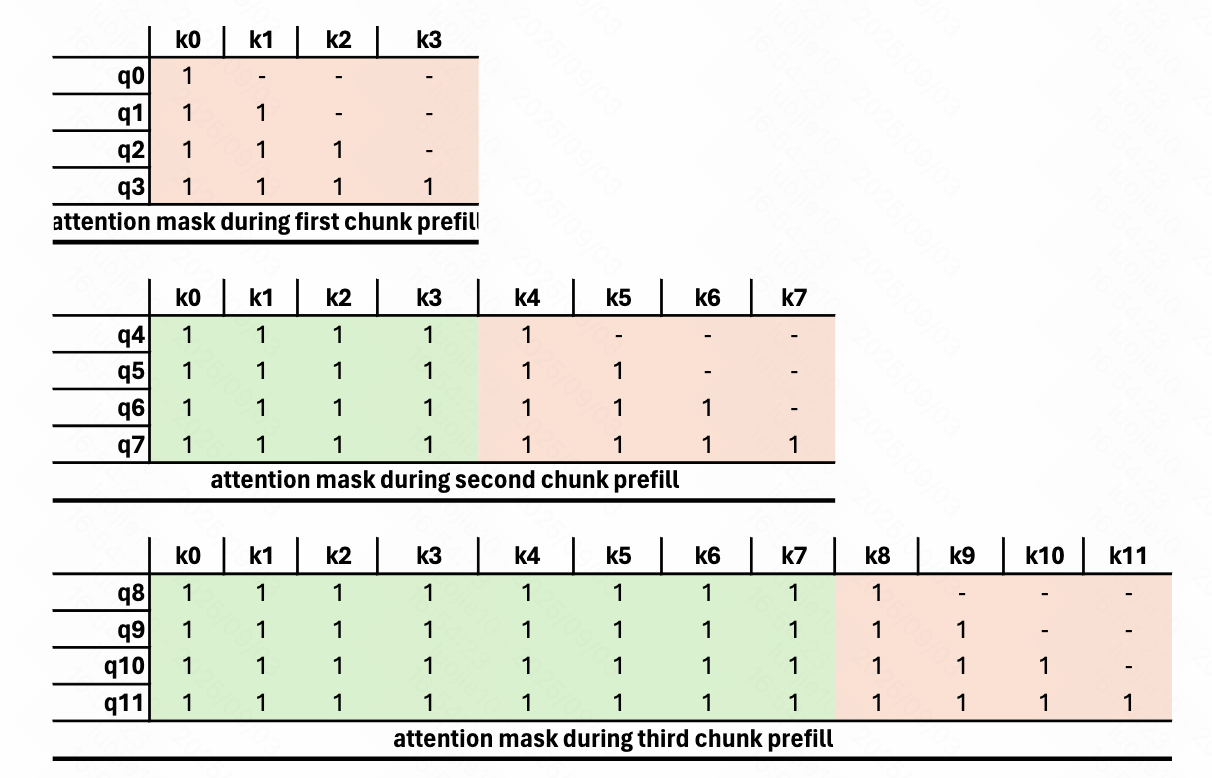 k0 k1 k2 k3
q0 1 - - -
q1 1 1 - -
q2 1 1 1 -
q3 1 1 1 1
attention mask during first chunk prefill
k0 k1 k2 k3 k4 k5 k6 k7
q4 1 1 1 1 1 - - -
q5 1 1 1 1 1 1 - -
q6 1 1 1 1 1 1 1 -
q7 1 1 1 1 1 1 1 1
attention mask during second chunk prefill
k0 k1 k2 k3 k4 k5 k6 k7 k8 k9 k10 k11
q8 1 1 1 1 1 1 1 1 1 - - -
q9 1 1 1 1 1 1 1 1 1 1 - -
q10 1 1 1 1 1 1 1 1 1 1 1 -
q11 1 1 1 1 1 1 1 1 1 1 1 1
attention mask during third chunk prefill